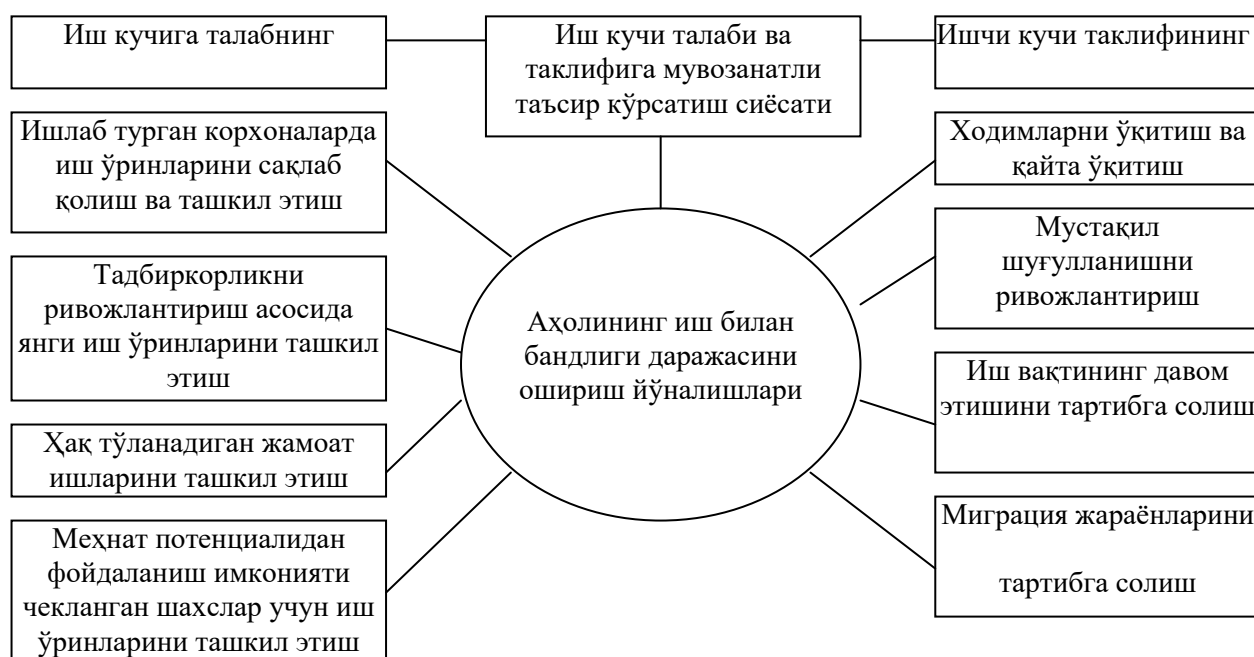 Иш кучига талабнинг
Иш кучи талаби ва
таклифига мувозанатли
таъсир кўрсатиш сиёсати
Ишчи кучи таклифининг
Ишлаб турган корхоналарда
иш ўринларини сақлаб
қолиш ва ташкил этиш
Тадбиркорликни
ривожлантириш асосида
янги иш ўринларини ташкил
этиш
Ҳақ тўланадиган жамоат
ишларини ташкил этиш
Меҳнат потенциалидан
фойдаланиш имконияти
чекланган шахслар учун иш
ўринларини ташкил этиш
Аҳолининг иш билан
бандлиги даражасини
ошириш йўналишлари
Ходимларни ўқитиш ва
қайта ўқитиш
Мустақил
шуғулланишни
ривожлантириш
Иш вақтининг давом
этишини тартибга солиш
Миграция жараёнларини
тартибга солиш